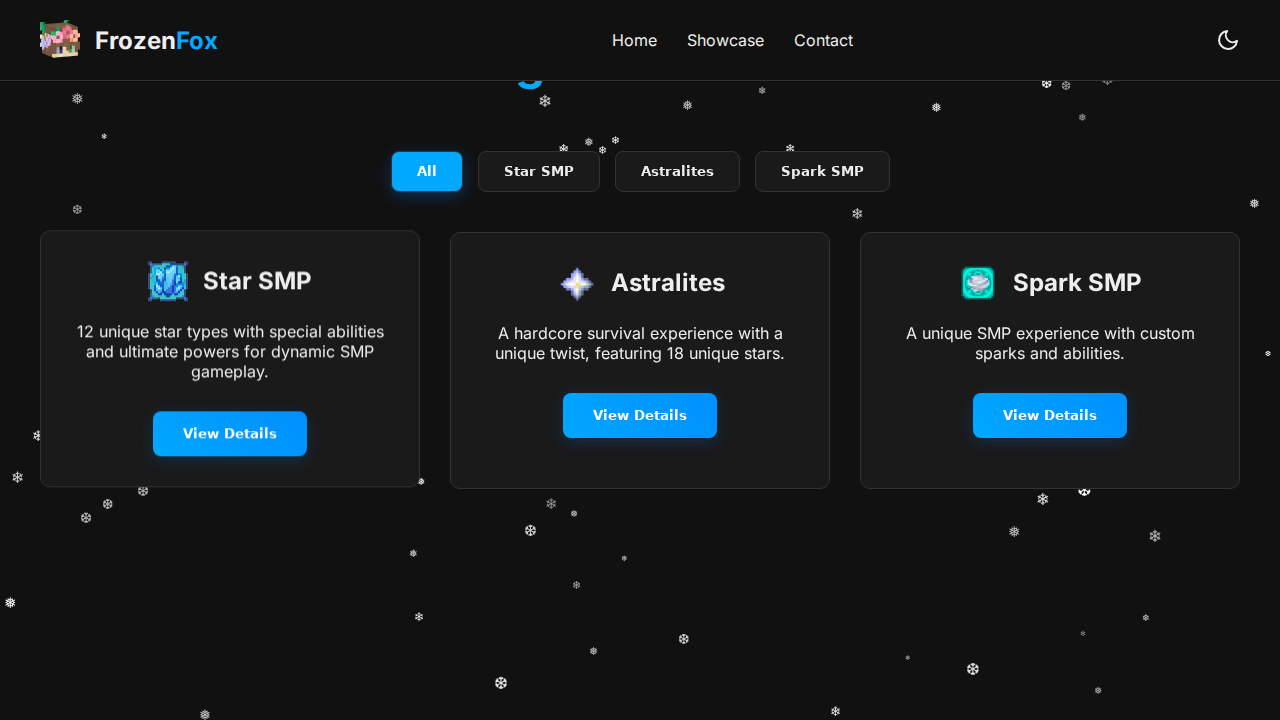 FrozenFox
Home
Showcase
Contact
All
Star SMP
Astralites
Spark SMP
Star SMP
12 unique star types with special abilities
and ultimate powers for dynamic SMP
gameplay.
View Details
Astralites
A hardcore survival experience with a
unique twist, featuring 18 unique stars.
View Details
Spark SMP
A unique SMP experience with custom
sparks and abilities.
View Details